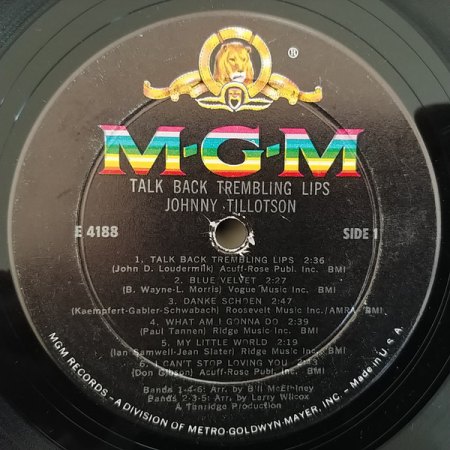 ®
M-G-M
TALK BACK TREMBLING LIPS
JOHNNY TILLOTSON
E 4188
SIDE 1
1. TALK BACK TREMBLING LIPS 2:36
(John D. Loudermilk) Acuff-Rose Publ. Inc. BMI
2. BLUE VELVET 2:27
(B. Wayne-L. Morris) Vogue Music Inc. BMI
3. DANKE SCHOEN 2:47
(Kaempfert-Gabler-Schwabach) Roosevelt Music Inc./AMRA BMI
4. WHAT AM I GONNA DO 2:39
(Paul Tannen) Ridge Music Inc. BMI
5. MY LITTLE WORLD 2:19
(Ian Samwell-Jean Slater) Ridge Music Inc. BMI
6. I CAN'T STOP LOVING YOU 2:43
(Don Gibson) Acuff-Rose Publ. Inc. BMI
Bands 1-4-6: Arr. by Bill McElhiney
Bands 2-3-5: Arr. by Larry Wilcox
A Tanridge Production
MGM RECORDS - A DIVISION OF METRO-GOLDWYN-MAYER, INC. - Made in U.S.A.